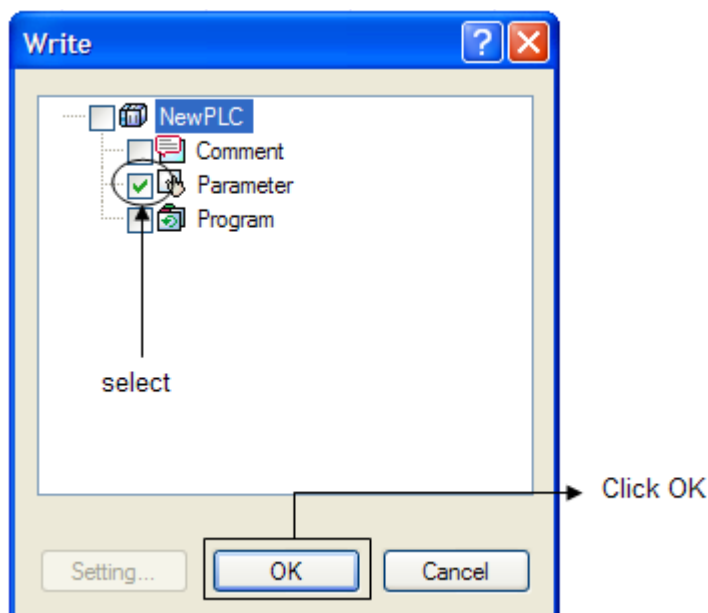 Write
NewPLC
Comment
Parameter
Program
select
Click OK
Setting...
OK
Cancel